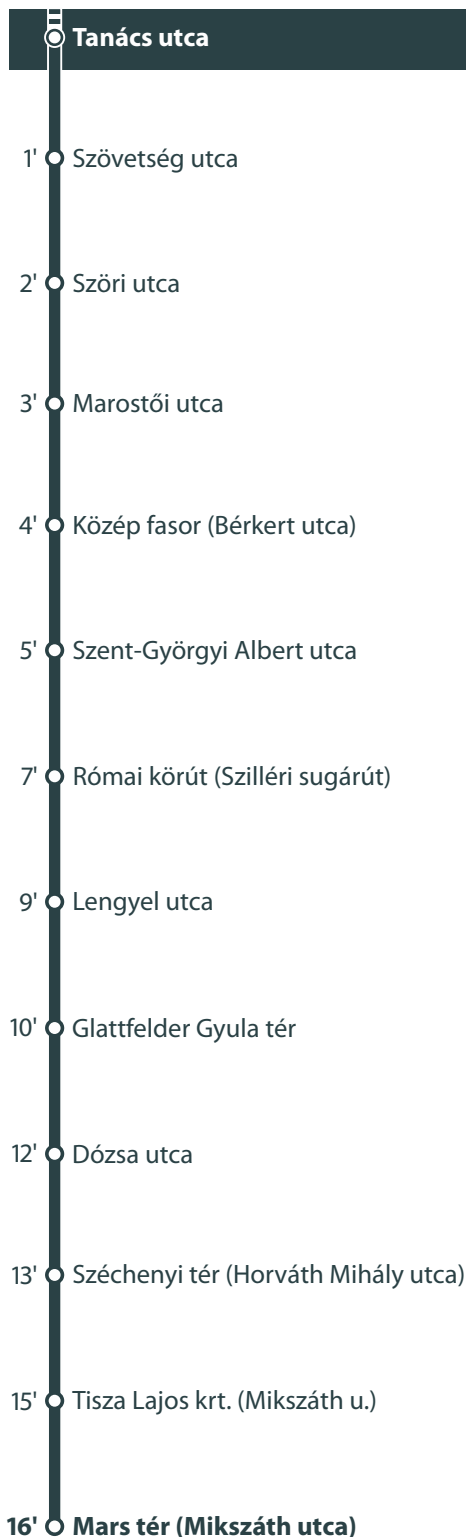 Tanács utca
1' Szövetség utca
2' Szöri utca
3' Marostői utca
4' Közép fasor (Bérkert utca)
5' Szent-Györgyi Albert utca
7' Római körút (Szilléri sugárút)
9' Lengyel utca
10' Glattfelder Gyula tér
12' Dózsa utca
13' Széchenyi tér (Horváth Mihály utca)
15' Tisza Lajos krt. (Mikszáth u.)
16' Mars tér (Mikszáth utca)